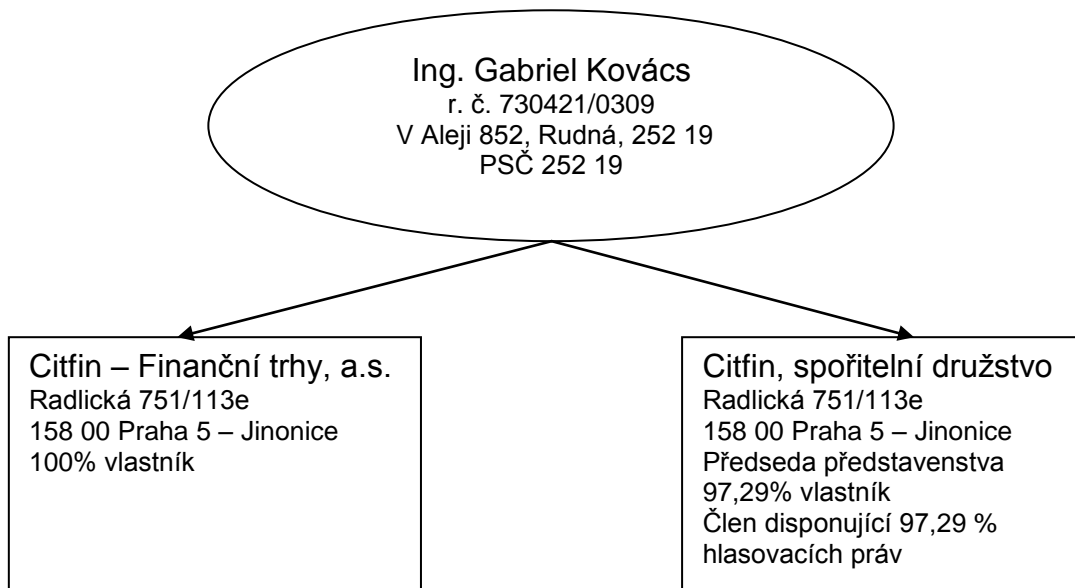 Ing. Gabriel Kovács
r. č. 730421/0309
V Aleji 852, Rudná, 252 19
PSČ 252 19
Citfin – Finanční trhy, a.s.
Radlická 751/113e
158 00 Praha 5 – Jinonice
100% vlastník
Citfin, spořitelní družstvo
Radlická 751/113e
158 00 Praha 5 – Jinonice
Předseda představenstva
97,29% vlastník
Člen disponující 97,29 %
hlasovacích práv